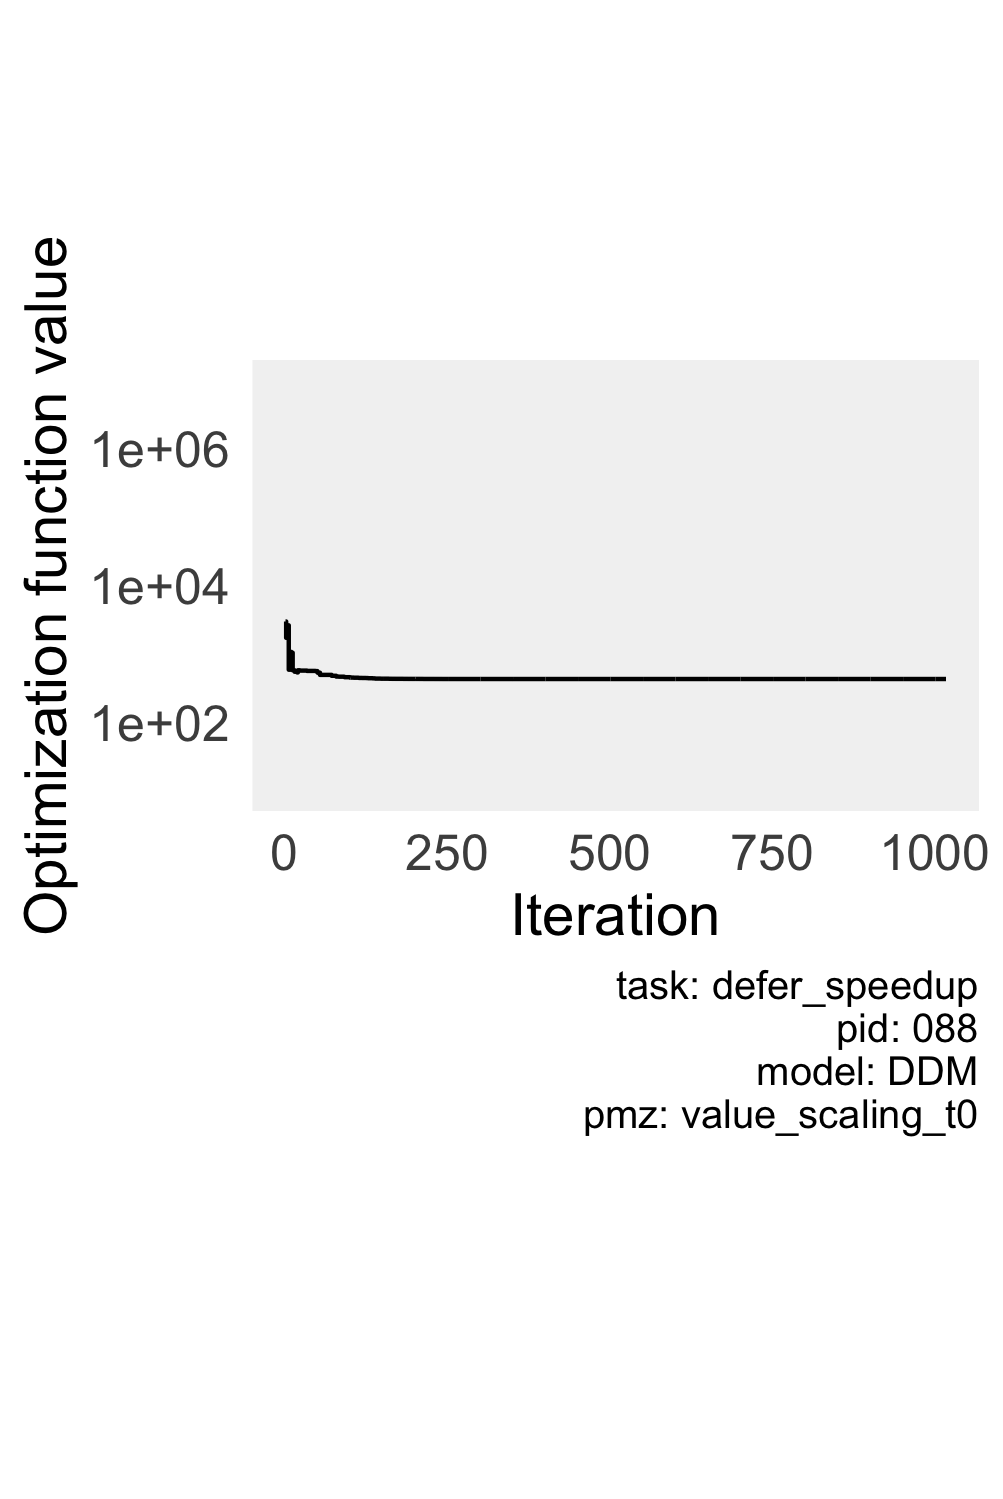 Optimization function value
1e+06
1e+04
1e+02
0 250 500 750 1000
Iteration
task: defer_speedup
pid: 088
model: DDM
pmz: value_scaling_t0